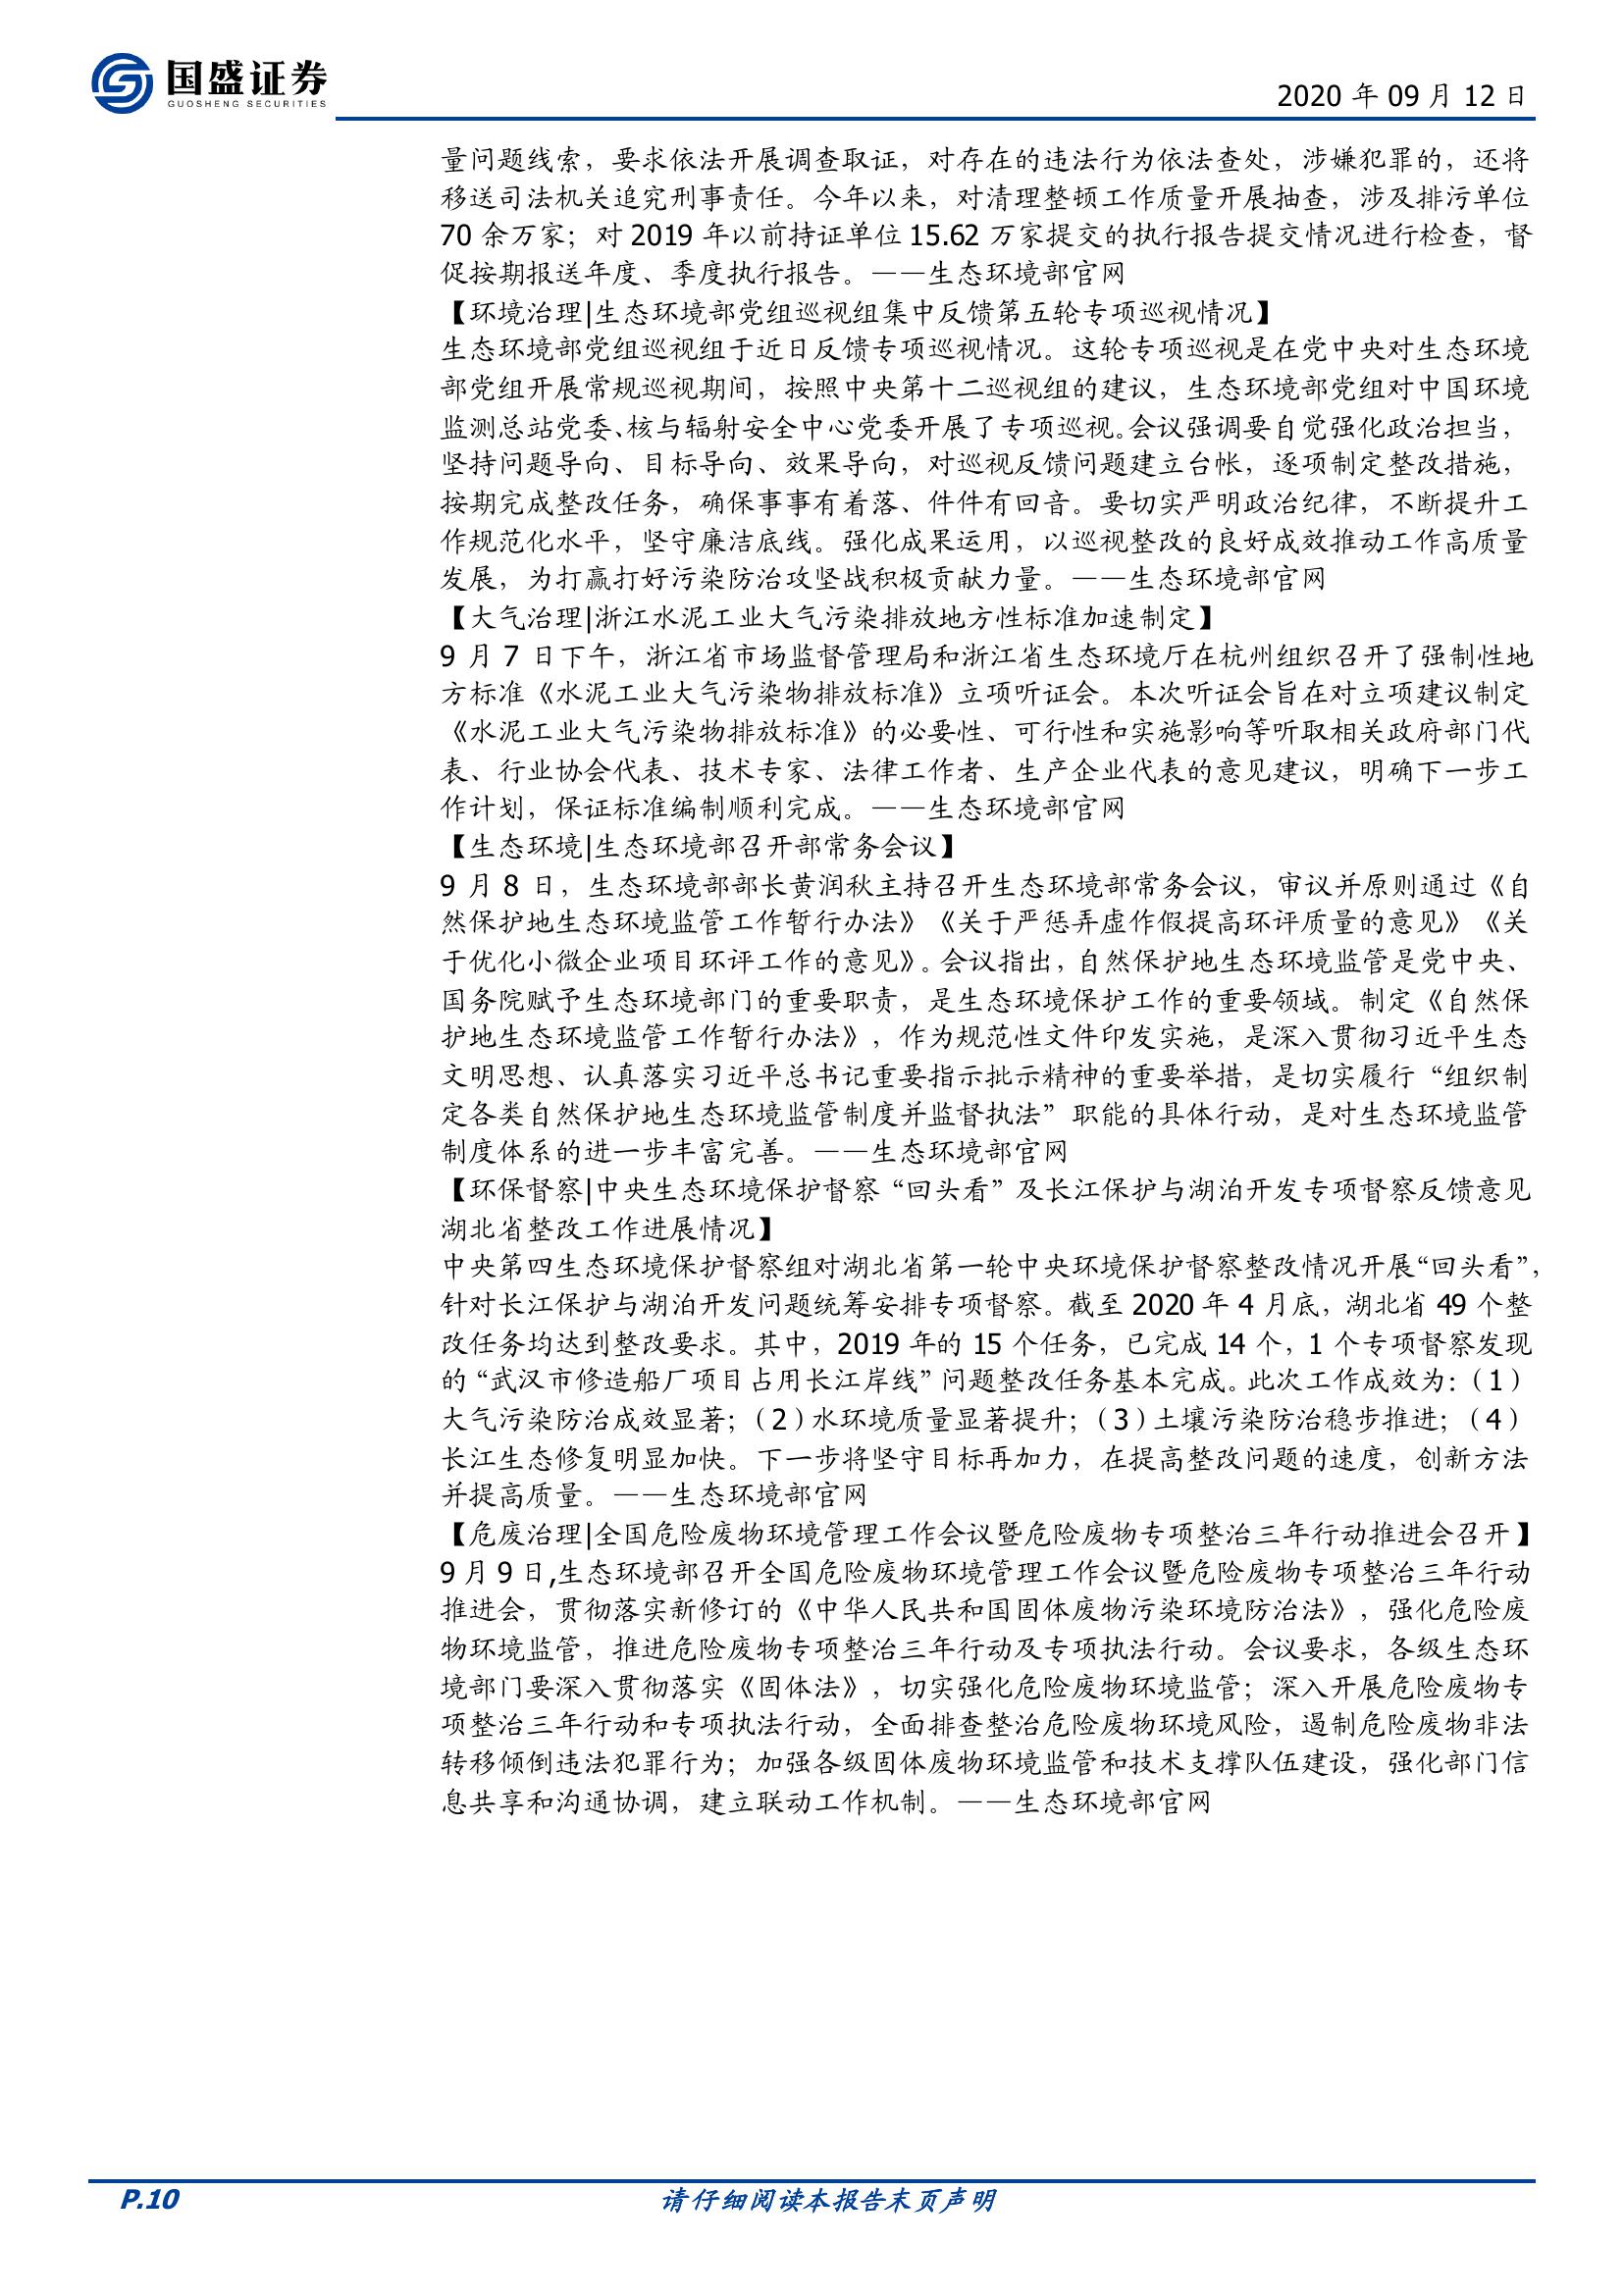 国盛证券
GUOSHENG SECURITIES
2020 年 09 月 12 日
量问题线索，要求依法开展调查取证，对存在的违法行为依法查处，涉嫌犯罪的，还将
移送司法机关追究刑事责任。今年以来，对清理整顿工作质量开展抽查，涉及排污单位
70 余万家；对 2019 年以前持证单位 15.62 万家提交的执行报告提交情况进行检查，督
促按期报送年度、季度执行报告。——生态环境部官网
【环境治理|生态环境部党组巡视组集中反馈第五轮专项巡视情况】
生态环境部党组巡视组于近日反馈专项巡视情况。这轮专项巡视是在党中央对生态环境
部党组开展常规巡视期间，按照中央第十二巡视组的建议，生态环境部党组对中国环境
监测总站党委、核与辐射安全中心党委开展了专项巡视。会议强调要自觉强化政治担当，
坚持问题导向、目标导向、效果导向，对巡视反馈问题建立台帐，逐项制定整改措施，
按期完成整改任务，确保事事有着落、件件有回音。要切实严明政治纪律，不断提升工
作规范化水平，坚守廉洁底线。强化成果运用，以巡视整改的良好成效推动工作高质量
发展，为打赢打好污染防治攻坚战积极贡献力量。——生态环境部官网
【大气治理|浙江水泥工业大气污染排放地方性标准加速制定】
9 月 7 日下午，浙江省市场监督管理局和浙江省生态环境厅在杭州组织召开了强制性地
方标准《水泥工业大气污染物排放标准》立项听证会。本次听证会旨在对立项建议制定
《水泥工业大气污染物排放标准》的必要性、可行性和实施影响等听取相关政府部门代
表、行业协会代表、技术专家、法律工作者、生产企业代表的意见建议，明确下一步工
作计划，保证标准编制顺利完成。——生态环境部官网
【生态环境|生态环境部召开部常务会议】
9 月 8 日，生态环境部部长黄润秋主持召开生态环境部常务会议，审议并原则通过《自
然保护地生态环境监管工作暂行办法》《关于严惩弄虚作假提高环评质量的意见》《关
于优化小微企业项目环评工作的意见》。会议指出，自然保护地生态环境监管是党中央、
国务院赋予生态环境部门的重要职责，是生态环境保护工作的重要领域。制定《自然保
护地生态环境监管工作暂行办法》，作为规范性文件印发实施，是深入贯彻习近平生态
文明思想、认真落实习近平总书记重要指示批示精神的重要举措，是切实履行“组织制
定各类自然保护地生态环境监管制度并监督执法”职能的具体行动，是对生态环境监管
制度体系的进一步丰富完善。——生态环境部官网
【环保督察|中央生态环境保护督察“回头看”及长江保护与湖泊开发专项督察反馈意见
湖北省整改工作进展情况】
中央第四生态环境保护督察组对湖北省第一轮中央环境保护督察整改情况开展“回头看”，
针对长江保护与湖泊开发问题统筹安排专项督察。截至 2020 年 4 月底，湖北省 49 个整
改任务均达到整改要求。其中，2019 年的 15 个任务，已完成 14 个，1 个专项督察发现
的“武汉市修造船厂项目占用长江岸线”问题整改任务基本完成。此次工作成效为：（1）
大气污染防治成效显著；（2）水环境质量显著提升；（3）土壤污染防治稳步推进；（4）
长江生态修复明显加快。下一步将坚守目标再加力，在提高整改问题的速度，创新方法
并提高质量。——生态环境部官网
【危废治理|全国危险废物环境管理工作会议暨危险废物专项整治三年行动推进会召开】
9 月 9 日,生态环境部召开全国危险废物环境管理工作会议暨危险废物专项整治三年行动
推进会，贯彻落实新修订的《中华人民共和国固体废物污染环境防治法》，强化危险废
物环境监管，推进危险废物专项整治三年行动及专项执法行动。会议要求，各级生态环
境部门要深入贯彻落实《固体法》，切实强化危险废物环境监管；深入开展危险废物专
项整治三年行动和专项执法行动，全面排查整治危险废物环境风险，遏制危险废物非法
转移倾倒违法犯罪行为；加强各级固体废物环境监管和技术支撑队伍建设，强化部门信
息共享和沟通协调，建立联动工作机制。——生态环境部官网
P.10
请仔细阅读本报告末页声明